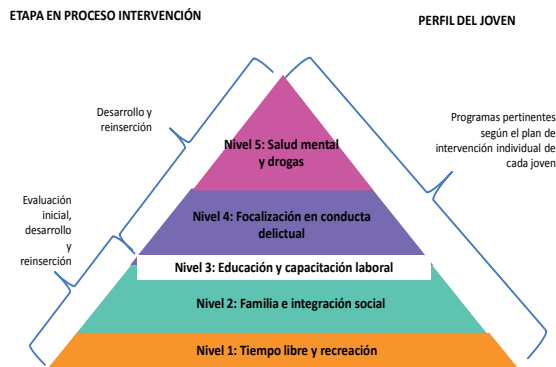 ETAPA EN PROCESO INTERVENCIÓN
PERFIL DEL JOVEN
Desarrollo y
reinserción
Evaluación
inicial,
desarrollo
y
reinserción
Nivel 5: Salud mental
y drogas
Nivel 4: Focalización en conducta
delictual
Nivel 3: Educación y capacitación laboral
Nivel 2: Familia e integración social
Nivel 1: Tiempo libre y recreación
Programas pertinentes
según el plan de
intervención individual de
cada joven